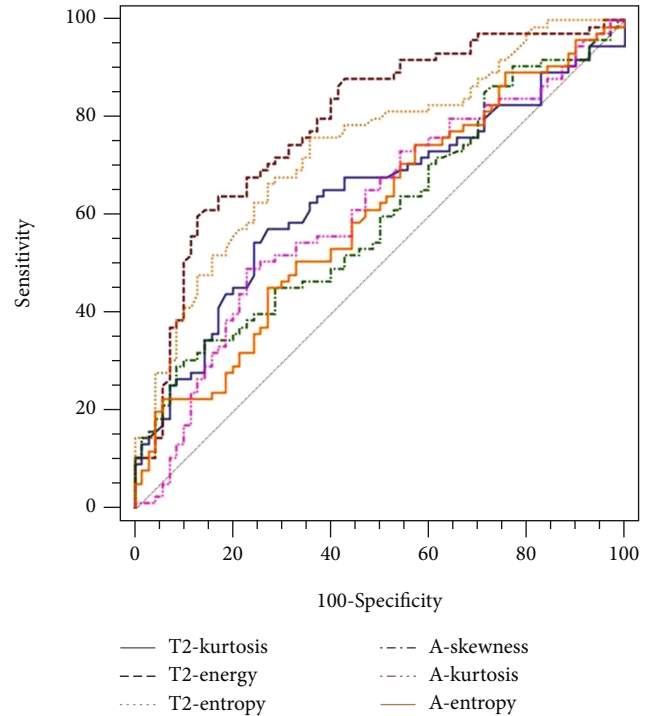 100
80
60
40
20
0
Sensitivity
0 20 40 60 80 100
100-Specificity
T2-kurtosis
T2-energy
T2-entropy
A-skewness
A-kurtosis
A-entropy